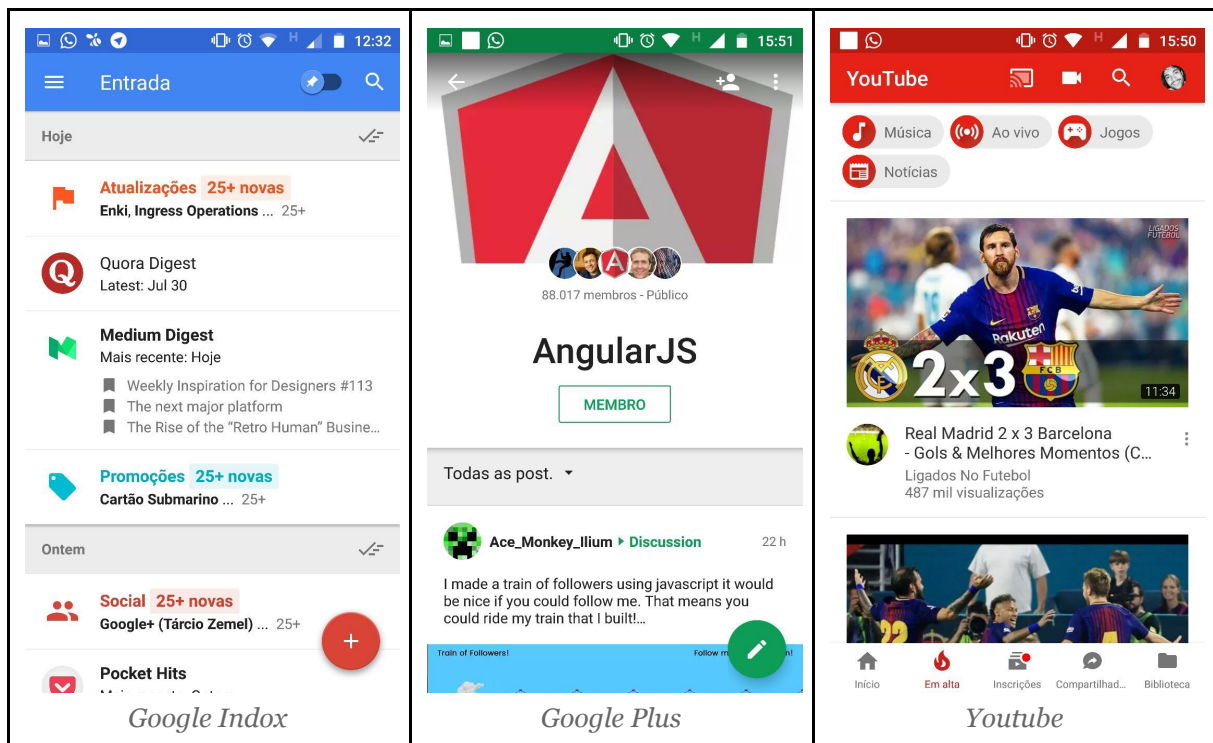 H 12:32
Entrada
Hoje
Atualizações 25+ novas
Enki, Ingress Operations ... 25+
Quora Digest
Latest: Jul 30
Medium Digest
Mais recente: Hoje
Weekly Inspiration for Designers #113
The next major platform
The Rise of the “Retro Human” Busine...
Promoções 25+ novas
Cartão Submarino ... 25+
Ontem
Social 25+ novas
Google+ (Tárcio Zemel) ... 25+
Pocket Hits
Google Indox
H 15:51
88.017 membros - Público
AngularJS
MEMBRO
Todas as post.
Ace_Monkey_Ilium Discussion 22 h
I made a train of followers using javascript it would
be nice if you could follow me. That means you
could ride my train that I built!...
Train of Followers! Follow m n!
Google Plus
H 15:50
YouTube
Música Ao vivo Jogos
Notícias
LIGADOS
FUTEBOL
Rakuten
FCB
2x3
11:34
Real Madrid 2 x 3 Barcelona
- Gols & Melhores Momentos (C...
Ligados No Futebol
487 mil visualizações
22 4
Início Em alta Inscrições Compartilhad... Biblioteca
Youtube